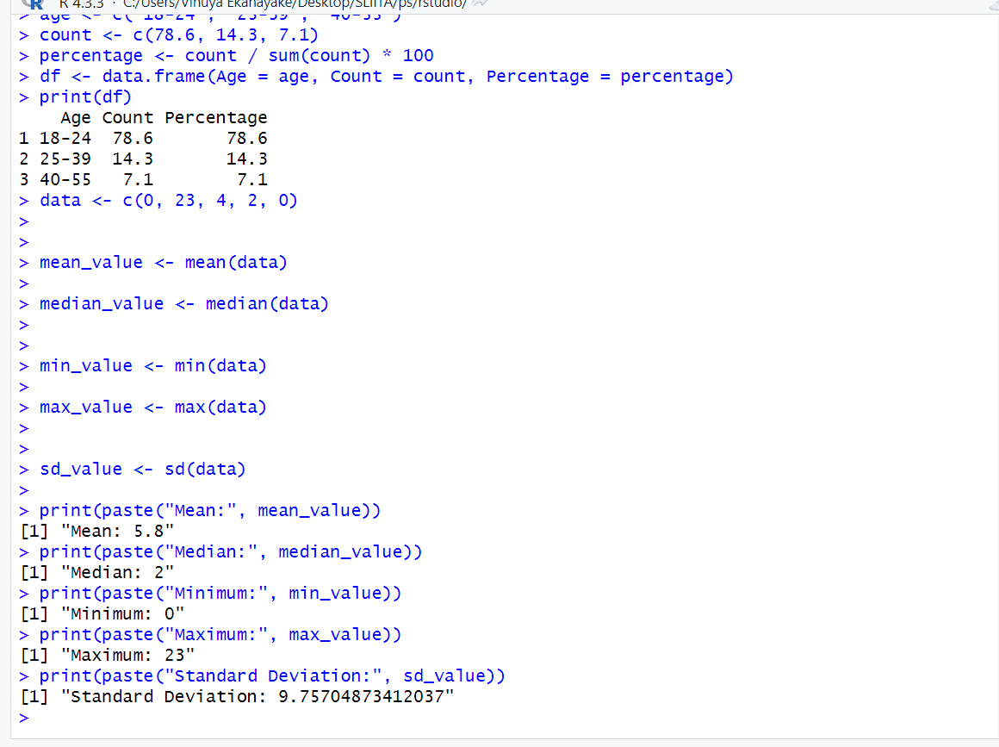 R 4.3.3 · C:/Users/Vinuya Ekanayake/Desktop/SLIITA/ps/rstudio/
> age <- c("18-24", "25-39", "40-55")
> count <- c(78.6, 14.3, 7.1)
> percentage <- count / sum(count) * 100
> df <- data.frame(Age = age, Count = count, Percentage = percentage)
> print(df)
    Age Count Percentage
1 18-24  78.6       78.6
2 25-39  14.3       14.3
3 40-55   7.1        7.1
> data <- c(0, 23, 4, 2, 0)
>
>
> mean_value <- mean(data)
>
> median_value <- median(data)
>
>
> min_value <- min(data)
>
> max_value <- max(data)
>
>
> sd_value <- sd(data)
>
> print(paste("Mean:", mean_value))
[1] "Mean: 5.8"
> print(paste("Median:", median_value))
[1] "Median: 2"
> print(paste("Minimum:", min_value))
[1] "Minimum: 0"
> print(paste("Maximum:", max_value))
[1] "Maximum: 23"
> print(paste("Standard Deviation:", sd_value))
[1] "Standard Deviation: 9.75704873412037"
>